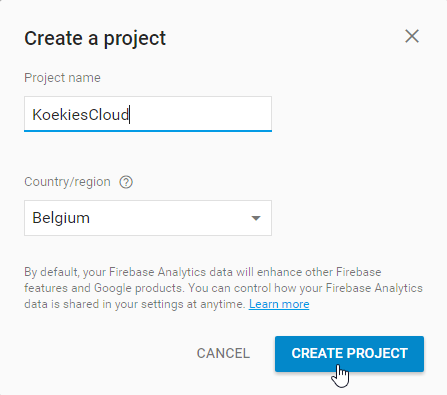 Create a project
Project name
KoekiesCloud
Country/region
Belgium
By default, your Firebase Analytics data will enhance other Firebase
features and Google products. You can control how your Firebase Analytics
data is shared in your settings at anytime. Learn more
CANCEL CREATE PROJECT